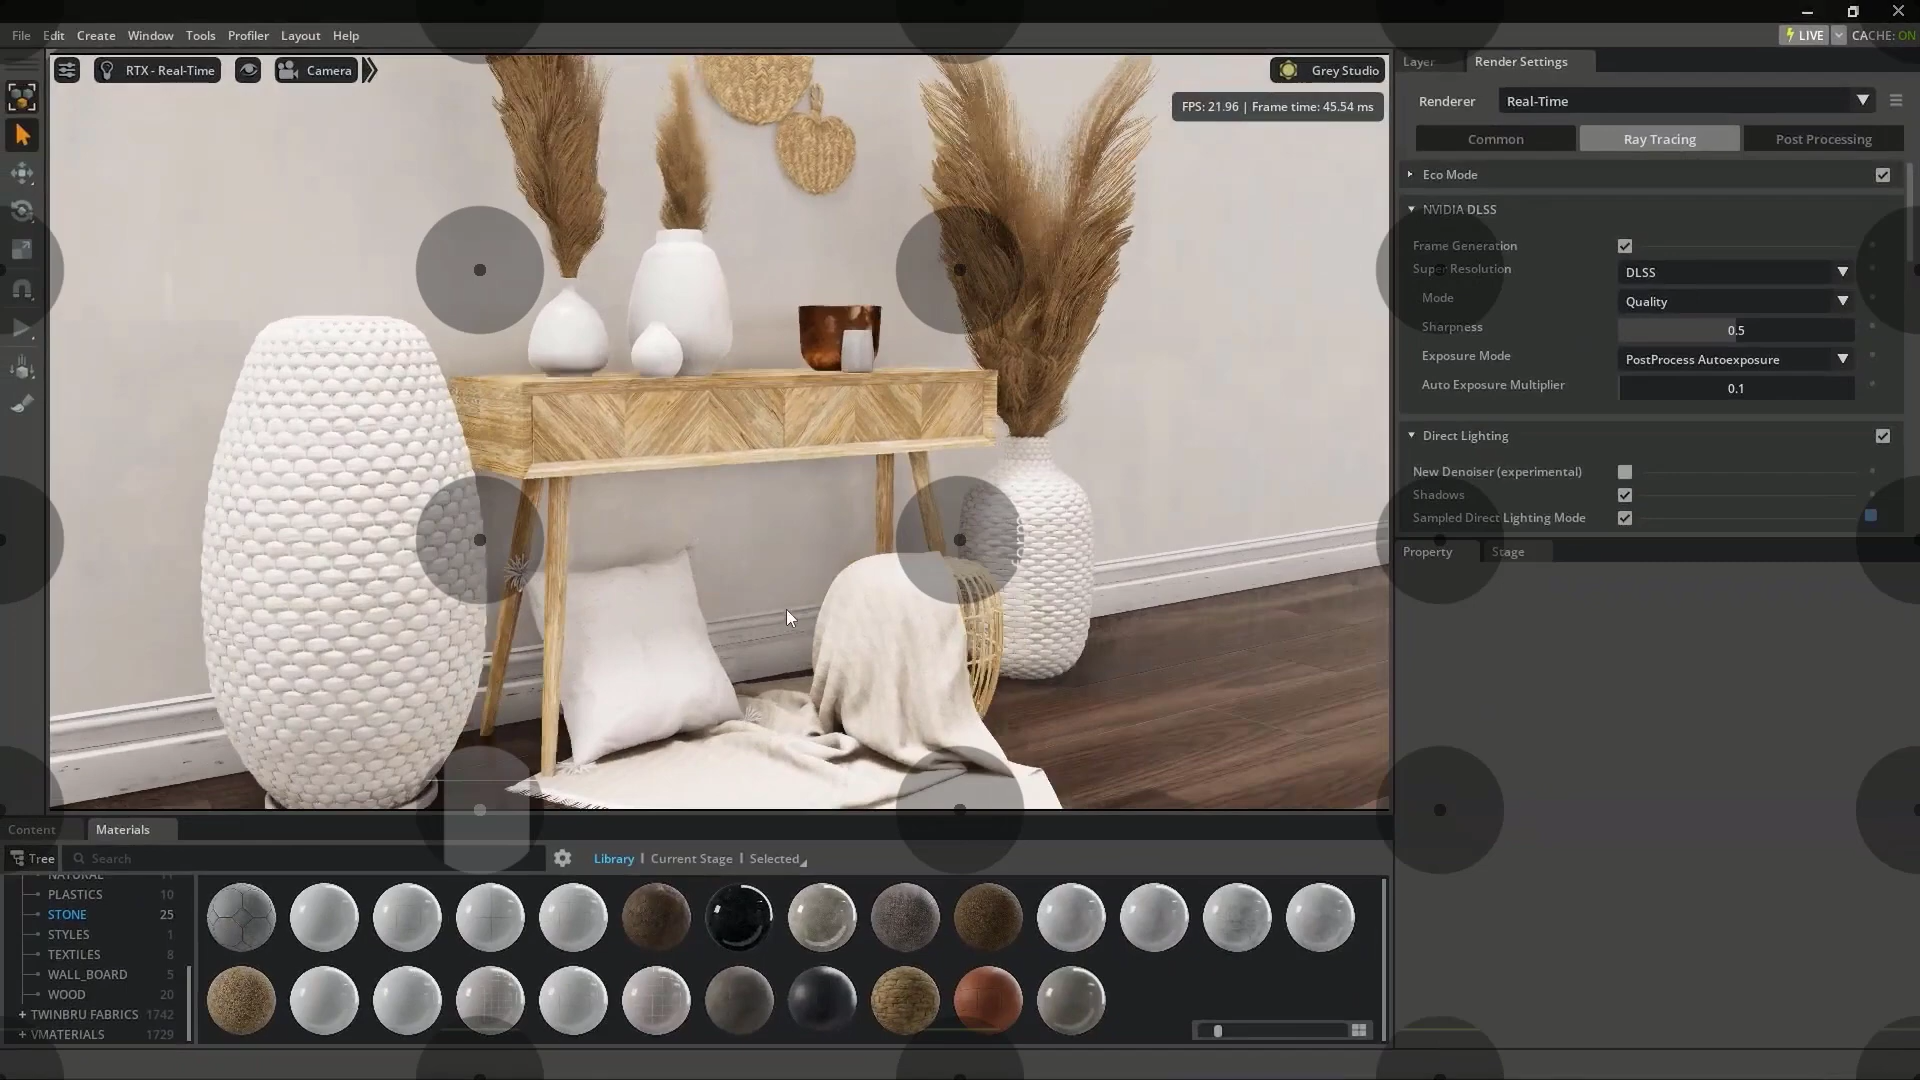 File Edit Create Window Tools Profiler Layout Help
LIVE CACHE: ON
RTX - Real-Time Camera Grey Studio
FPS: 21.96 | Frame time: 45.54 ms
Layer Render Settings
Renderer Real-Time
Common Ray Tracing Post Processing
Eco Mode
NVIDIA DLSS
Frame Generation
Super Resolution DLSS
Mode Quality
Sharpness 0.5
Exposure Mode PostProcess Autoexposure
Auto Exposure Multiplier 0.1
Direct Lighting
New Denoiser (experimental)
Shadows
Sampled Direct Lighting Mode
Property Stage
Content Materials
Tree Search Library Current Stage Selected
NATURAL 11
PLASTICS 10
STONE 25
STYLES 1
TEXTILES 8
WALL_BOARD 5
WOOD 20
+ TWINBRU FABRICS 1742
+ VMATERIALS 1729